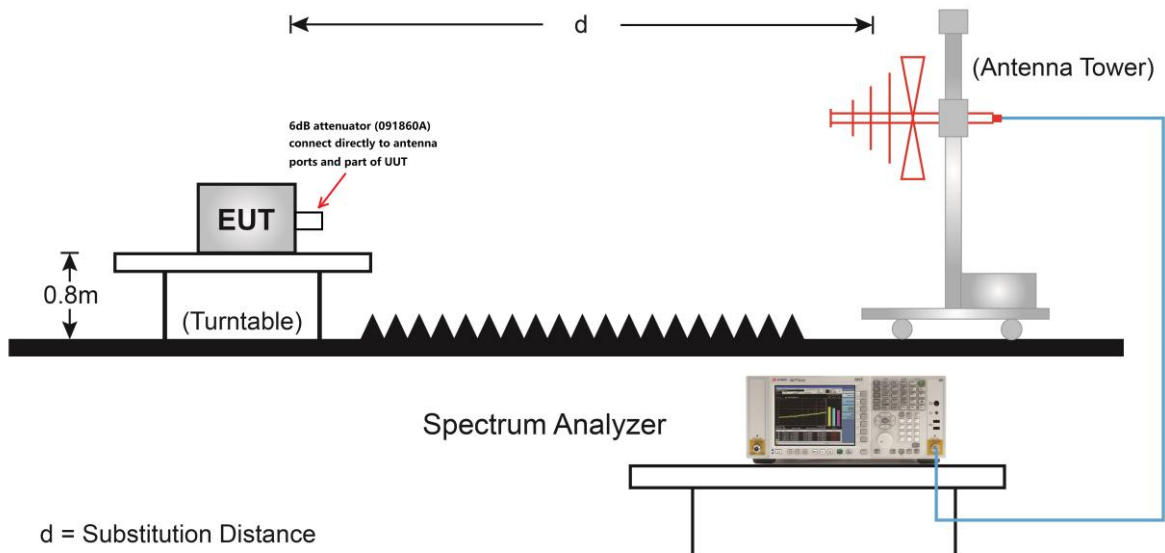 d
(Antenna Tower)
6dB attenuator (091860A)
connect directly to antenna
ports and part of UUT
EUT
0.8m
(Turntable)
Spectrum Analyzer
d = Substitution Distance